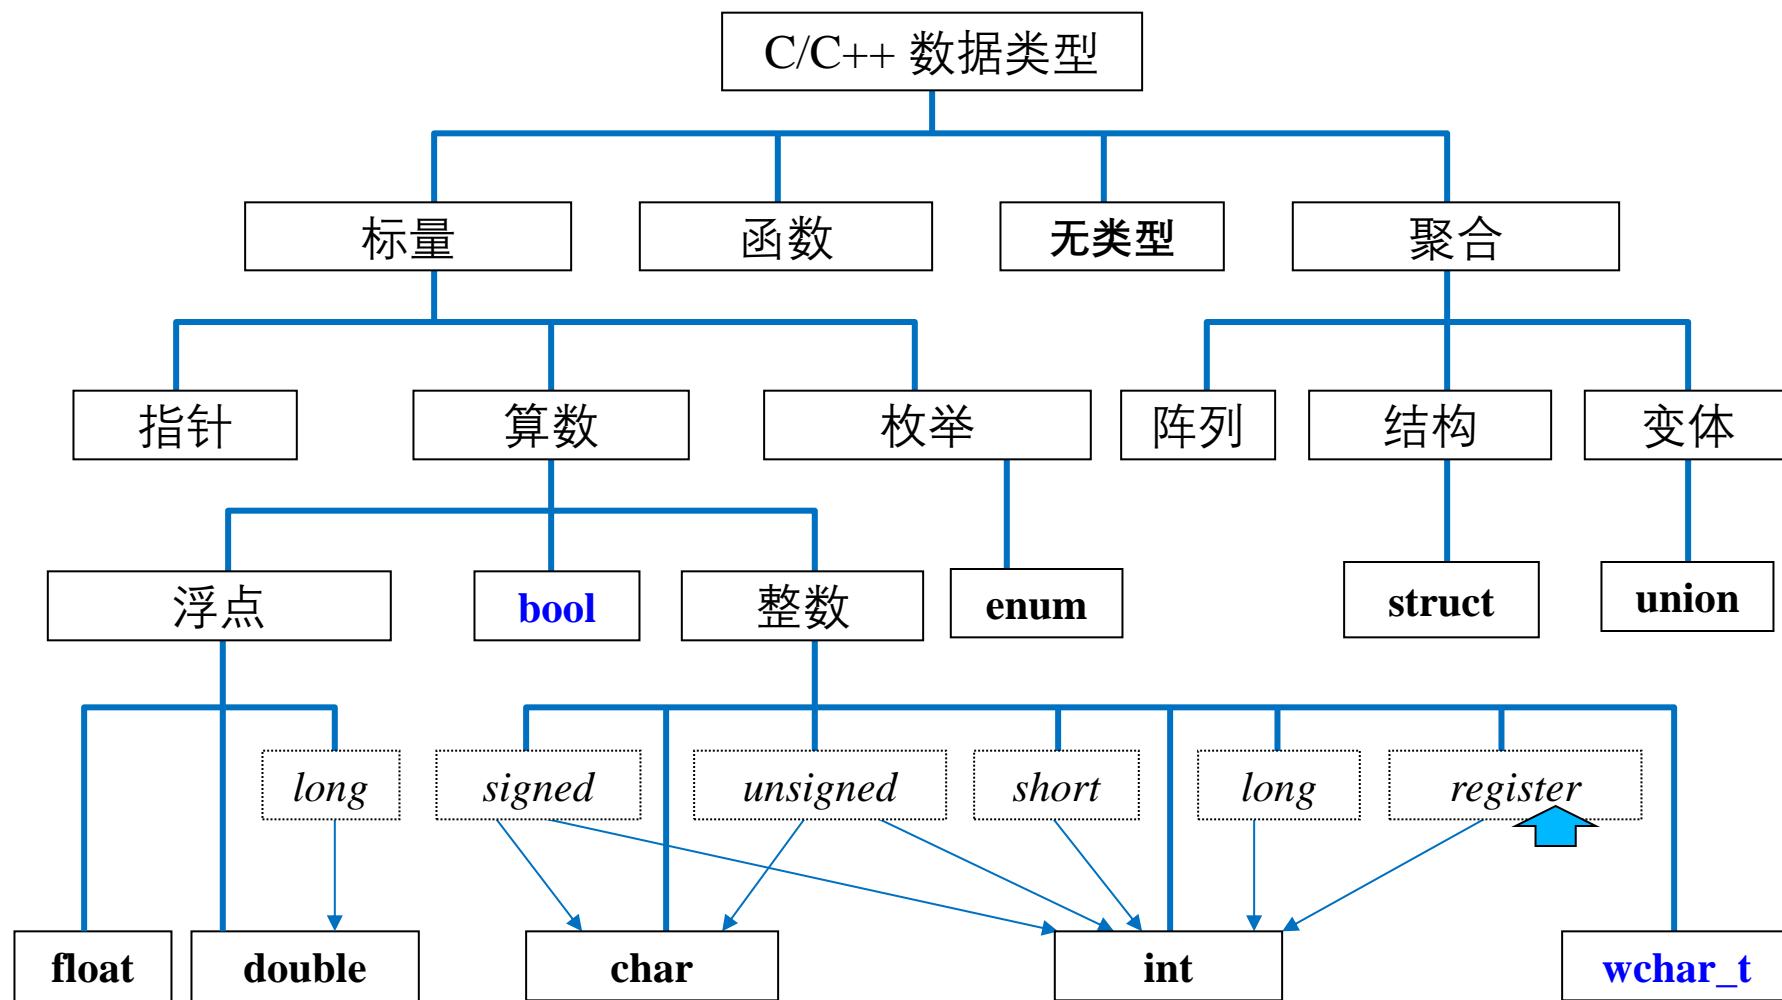 C/C++ 数据类型
标量
函数
无类型
聚合
指针
算数
枚举
阵列
结构
变体
浮点
bool
整数
enum
struct
union
long
signed
unsigned
short
long
register
float
double
char
int
wchar_t